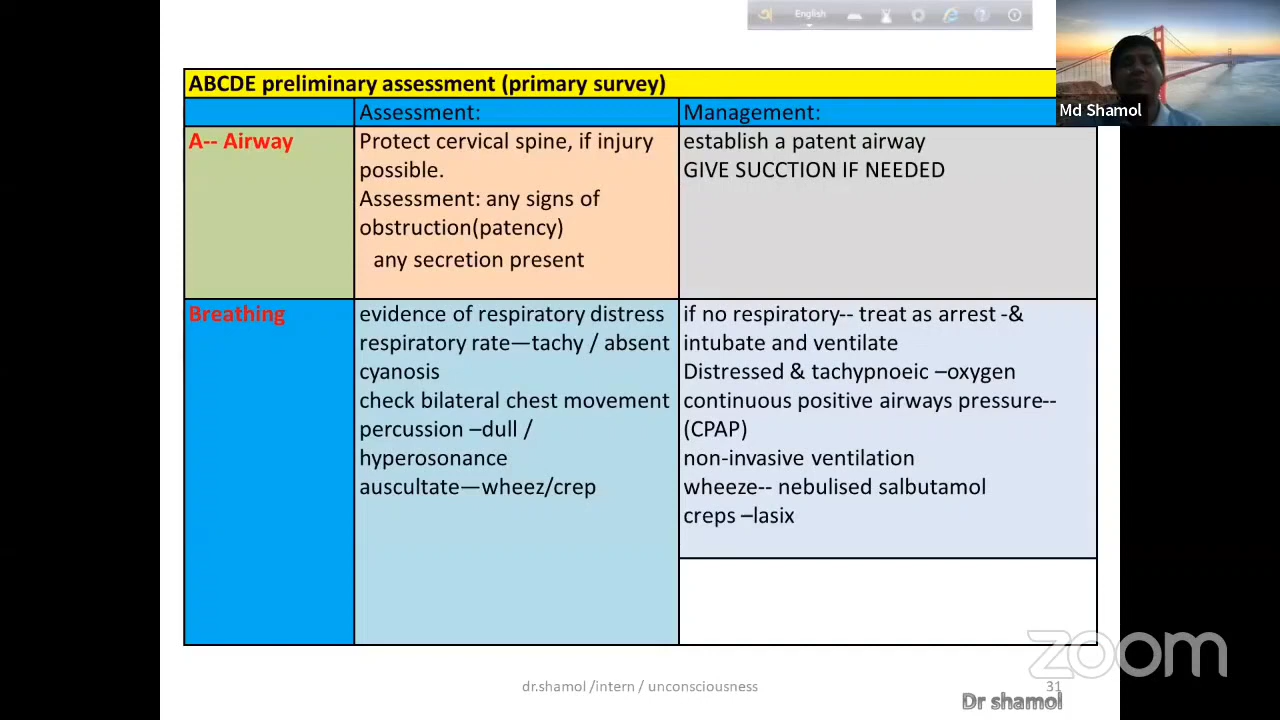 English
Md Shamol
ABCDE preliminary assessment (primary survey)
Assessment:
Management:
A-- Airway
Protect cervical spine, if injury
possible.
Assessment: any signs of
obstruction(patency)
any secretion present
establish a patent airway
GIVE SUCCTION IF NEEDED
Breathing
evidence of respiratory distress
respiratory rate—tachy / absent
cyanosis
check bilateral chest movement
percussion –dull /
hyperosonance
auscultate—wheez/crep
if no respiratory-- treat as arrest -&
intubate and ventilate
Distressed & tachypnoeic –oxygen
continuous positive airways pressure--
(CPAP)
non-invasive ventilation
wheeze-- nebulised salbutamol
creps –lasix
zoom
dr.shamol /intern / unconsciousness
31
Dr shamol